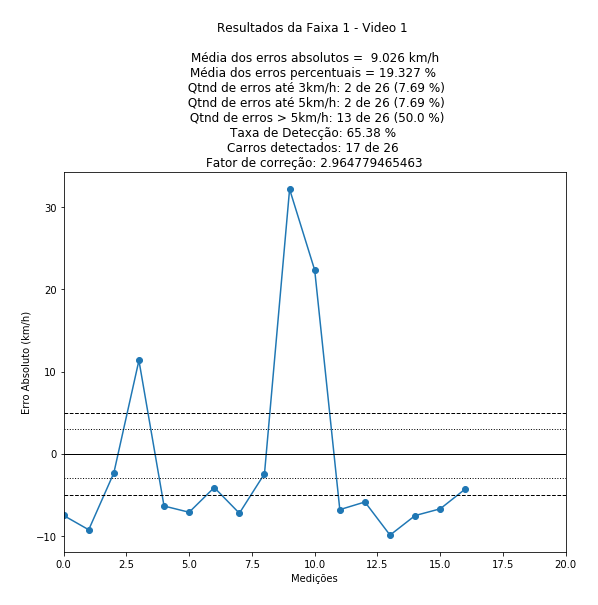 Resultados da Faixa 1 - Video 1
Média dos erros absolutos = 9.026 km/h
Média dos erros percentuais = 19.327 %
Qtnd de erros até 3km/h: 2 de 26 (7.69 %)
Qtnd de erros até 5km/h: 2 de 26 (7.69 %)
Qtnd de erros > 5km/h: 13 de 26 (50.0 %)
Taxa de Detecção: 65.38 %
Carros detectados: 17 de 26
Fator de correção: 2.964779465463
30
20
10
0
−10
Erro Absoluto (km/h)
0.0 2.5 5.0 7.5 10.0 12.5 15.0 17.5 20.0
Medições